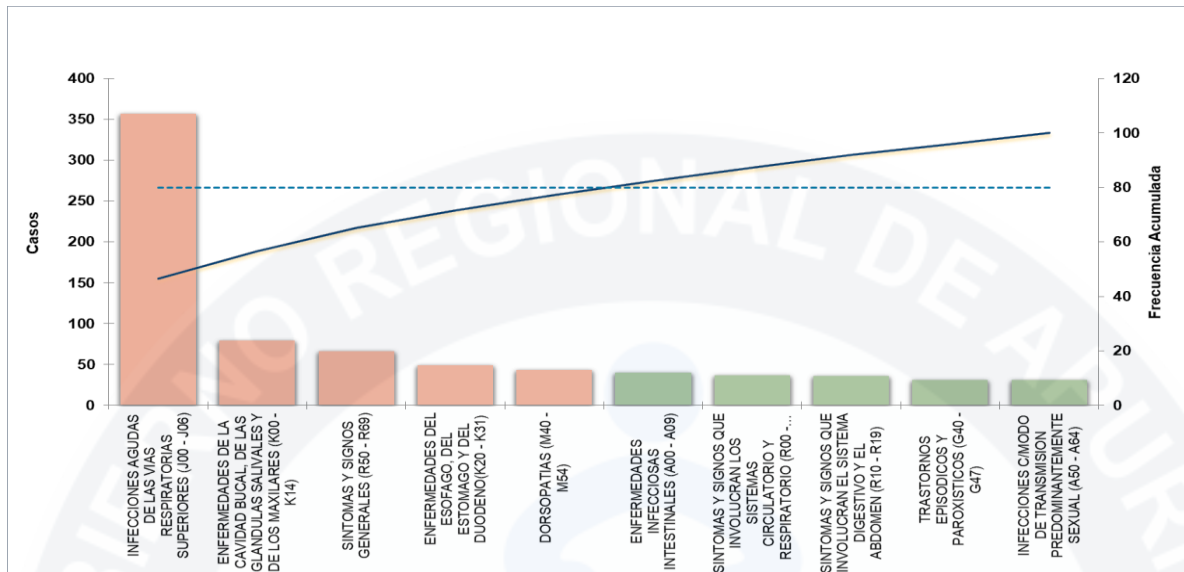 400
350
300
250
200
150
100
50
0
Casos
120
100
80
60
40
20
0
Frecuencia Acumulada
INFECCIONES AGUDAS
DE LAS VIAS
RESPIRATORIAS
SUPERIORES (J00 - J06)
ENFERMEDADES DE LA
CAVIDAD BUCAL, DE LAS
GLANDULAS SALIVALES Y
DE LOS MAXILARES (K00 -
K14)
SINTOMAS Y SIGNOS
GENERALES (R50 - R69)
ENFERMEDADES DEL
ESOFAGO, DEL
ESTOMAGO Y DEL
DUODENO(K20 - K31)
DORSOPATIAS (M40 -
M54)
ENFERMEDADES
INFECCIOSAS
INTESTINALES (A00 - A09)
SINTOMAS Y SIGNOS QUE
INVOLUCRAN LOS
SISTEMAS
CIRCULATORIO Y
RESPIRATORIO (R00 -...
SINTOMAS Y SIGNOS QUE
INVOLUCRAN EL SISTEMA
DIGESTIVO Y EL
ABDOMEN (R10 - R19)
TRASTORNOS
EPISODICOS Y
PAROXISTICOS (G40 -
G47)
INFECCIONES C/MODO
DE TRANSMISION
PREDOMINANTEMENTE
SEXUAL (A50 - A64)
BIERNO REGIONAL DE APURI